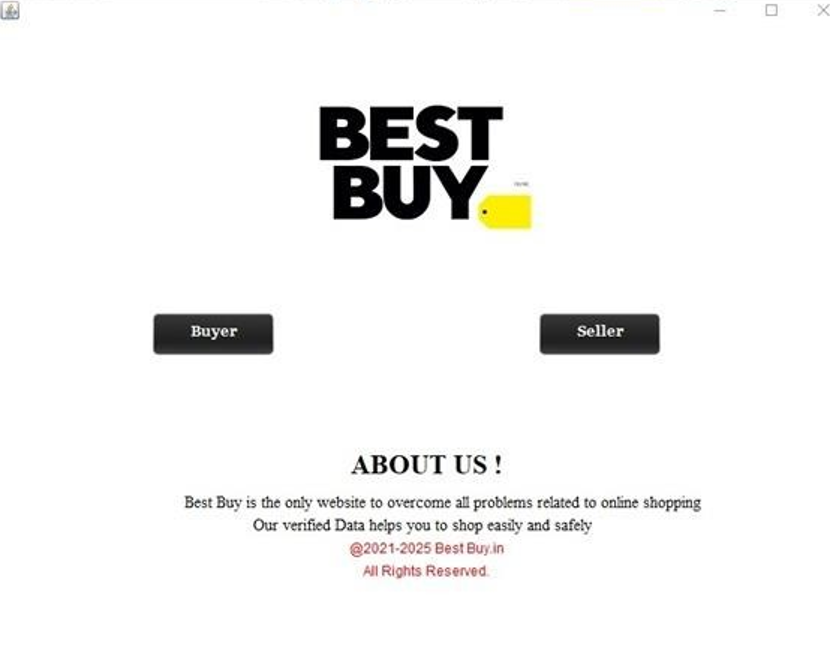 BEST
BUY
Buyer
Seller
ABOUT US !
Best Buy is the only website to overcome all problems related to online shopping
Our verified Data helps you to shop easily and safely
@2021-2025 Best Buy.in
All Rights Reserved.